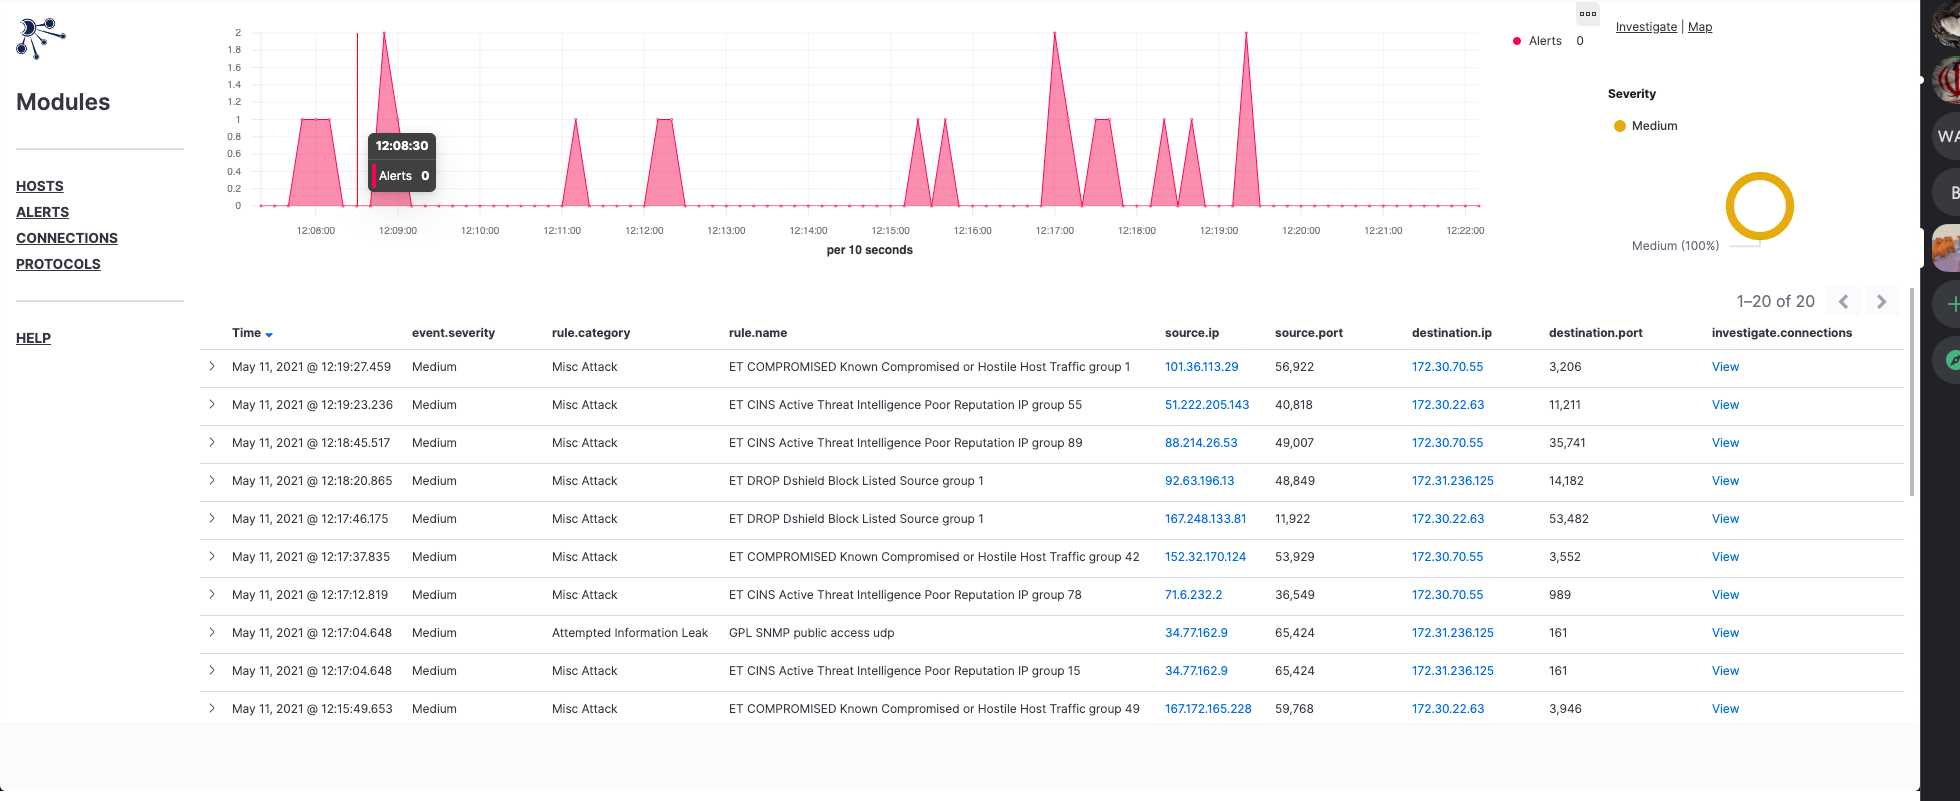 Modules
HOSTS
ALERTS
CONNECTIONS
PROTOCOLS
HELP
2
1.8
1.6
1.4
1.2
1
0.8
0.6
0.4
0.2
0
12:08:30
Alerts 0
12:08:00 12:09:00 12:10:00 12:11:00 12:12:00 12:13:00 12:14:00 12:15:00 12:16:00 12:17:00 12:18:00 12:19:00 12:20:00 12:21:00 12:22:00
per 10 seconds
Alerts 0
Investigate | Map
Severity
Medium
Medium (100%)
1–20 of 20
Time event.severity rule.category rule.name source.ip source.port destination.ip destination.port investigate.connections
May 11, 2021 @ 12:19:27.459 Medium Misc Attack ET COMPROMISED Known Compromised or Hostile Host Traffic group 1 101.36.113.29 56,922 172.30.70.55 3,206 View
May 11, 2021 @ 12:19:23.236 Medium Misc Attack ET CINS Active Threat Intelligence Poor Reputation IP group 55 51.222.205.143 40,818 172.30.22.63 11,211 View
May 11, 2021 @ 12:18:45.517 Medium Misc Attack ET CINS Active Threat Intelligence Poor Reputation IP group 89 88.214.26.53 49,007 172.30.70.55 35,741 View
May 11, 2021 @ 12:18:20.865 Medium Misc Attack ET DROP Dshield Block Listed Source group 1 92.63.196.13 48,849 172.31.236.125 14,182 View
May 11, 2021 @ 12:17:46.175 Medium Misc Attack ET DROP Dshield Block Listed Source group 1 167.248.133.81 11,922 172.30.22.63 53,482 View
May 11, 2021 @ 12:17:37.835 Medium Misc Attack ET COMPROMISED Known Compromised or Hostile Host Traffic group 42 152.32.170.124 53,929 172.30.70.55 3,552 View
May 11, 2021 @ 12:17:12.819 Medium Misc Attack ET CINS Active Threat Intelligence Poor Reputation IP group 78 71.6.232.2 36,549 172.30.70.55 989 View
May 11, 2021 @ 12:17:04.648 Medium Attempted Information Leak GPL SNMP public access udp 34.77.162.9 65,424 172.31.236.125 161 View
May 11, 2021 @ 12:17:04.648 Medium Misc Attack ET CINS Active Threat Intelligence Poor Reputation IP group 15 34.77.162.9 65,424 172.31.236.125 161 View
May 11, 2021 @ 12:15:49.653 Medium Misc Attack ET COMPROMISED Known Compromised or Hostile Host Traffic group 49 167.172.165.228 59,768 172.30.22.63 3,946 View